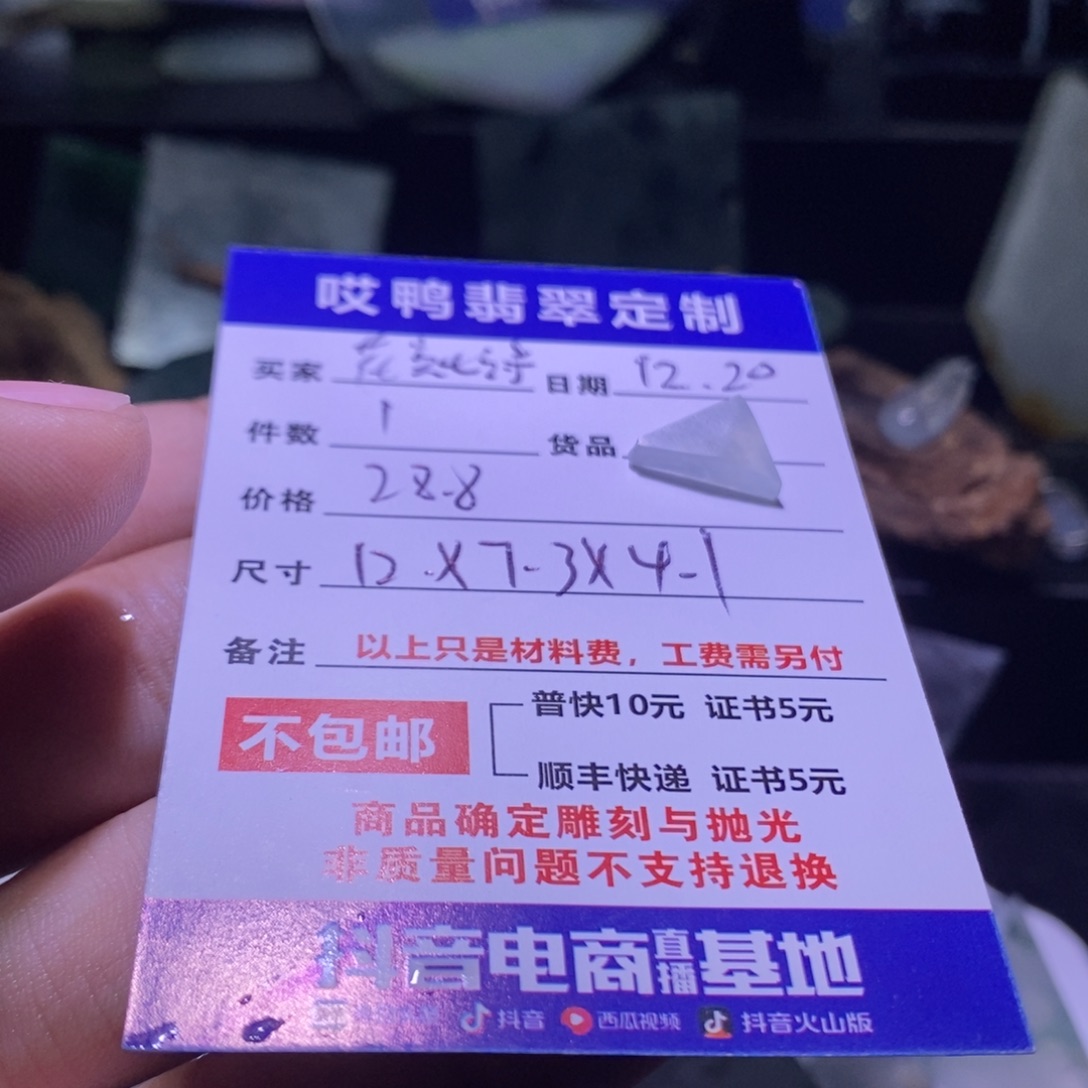 哎鸭翡翠定制
买家 日期 12.20
件数 1 货品
价格 28.8
尺寸 12.X7.3X4.1
备注 以上只是材料费，工费需另付
不包邮
普快10元 证书5元
顺丰快递 证书5元
商品确定雕刻与抛光
非质量问题不支持退换
抖音电商直播基地
抖音 西瓜视频 抖音火山版